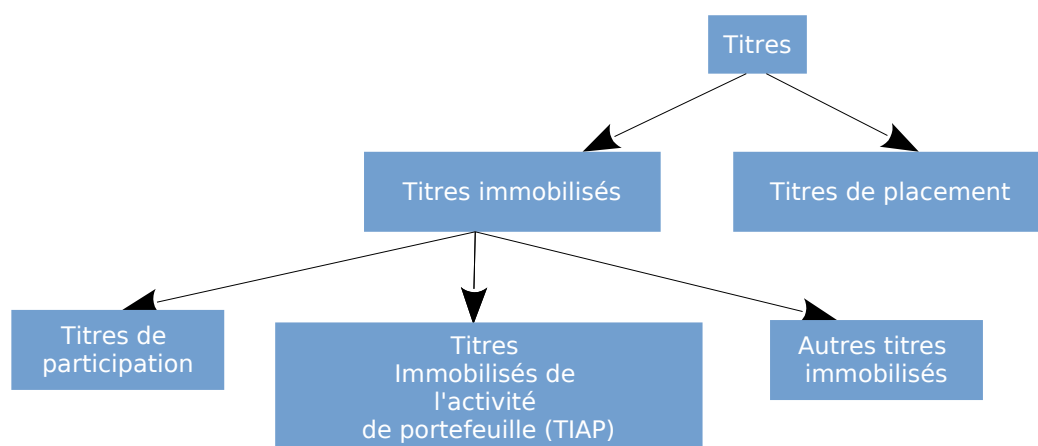 Titres
Titres immobilisés
Titres de placement
Titres de
participation
Titres
Immobilisés de
l'activité
de portefeuille (TIAP)
Autres titres
immobilisés